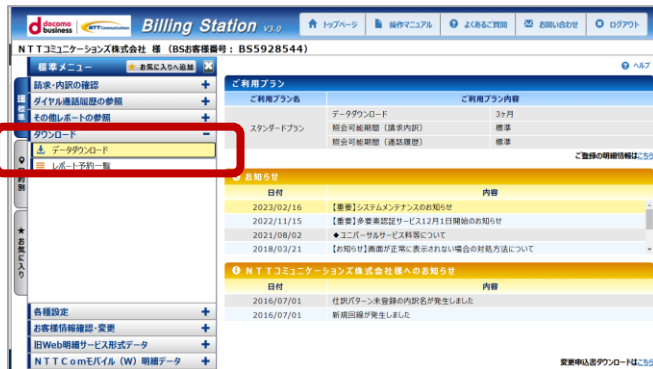 docomo business NTT Communications Billing Station V3.0 トップページ 操作マニュアル よくあるご質問 お問い合わせ ログアウト
NTTコミュニケーションズ株式会社 様 (BSお客様番号: BS5928544)
標準メニュー お気に入りへ追加
ヘルプ
請求・内訳の確認 +
ダイヤル通話履歴の参照 +
その他レポートの参照 +
ダウンロード −
データダウンロード
レポート予約一覧
標準
目的別
★お気に入り
各種設定 +
お客様情報確認・変更 +
旧Web明細サービス形式データ +
NTTComモバイル(W)明細データ +
ご利用プラン
ご利用プラン名 ご利用プラン内容
スタンダードプラン
データダウンロード 3ヶ月
照会可能期間(請求内訳) 標準
照会可能期間(通話履歴) 標準
ご登録の明細情報はこちら
お知らせ
日付 内容
2023/02/16 【重要】システムメンテナンスのお知らせ
2022/11/15 【重要】多要素認証サービス12月1日開始のお知らせ
2021/08/02 ◆ユニバーサルサービス料等について
2018/03/21 【お知らせ】画面が正常に表示されない場合の対処方法について
NTTコミュニケーションズ株式会社様へのお知らせ
日付 内容
2016/07/01 仕訳パターン未登録の内訳名が発生しました
2016/07/01 新規回線が発生しました
変更申込書ダウンロードはこちら